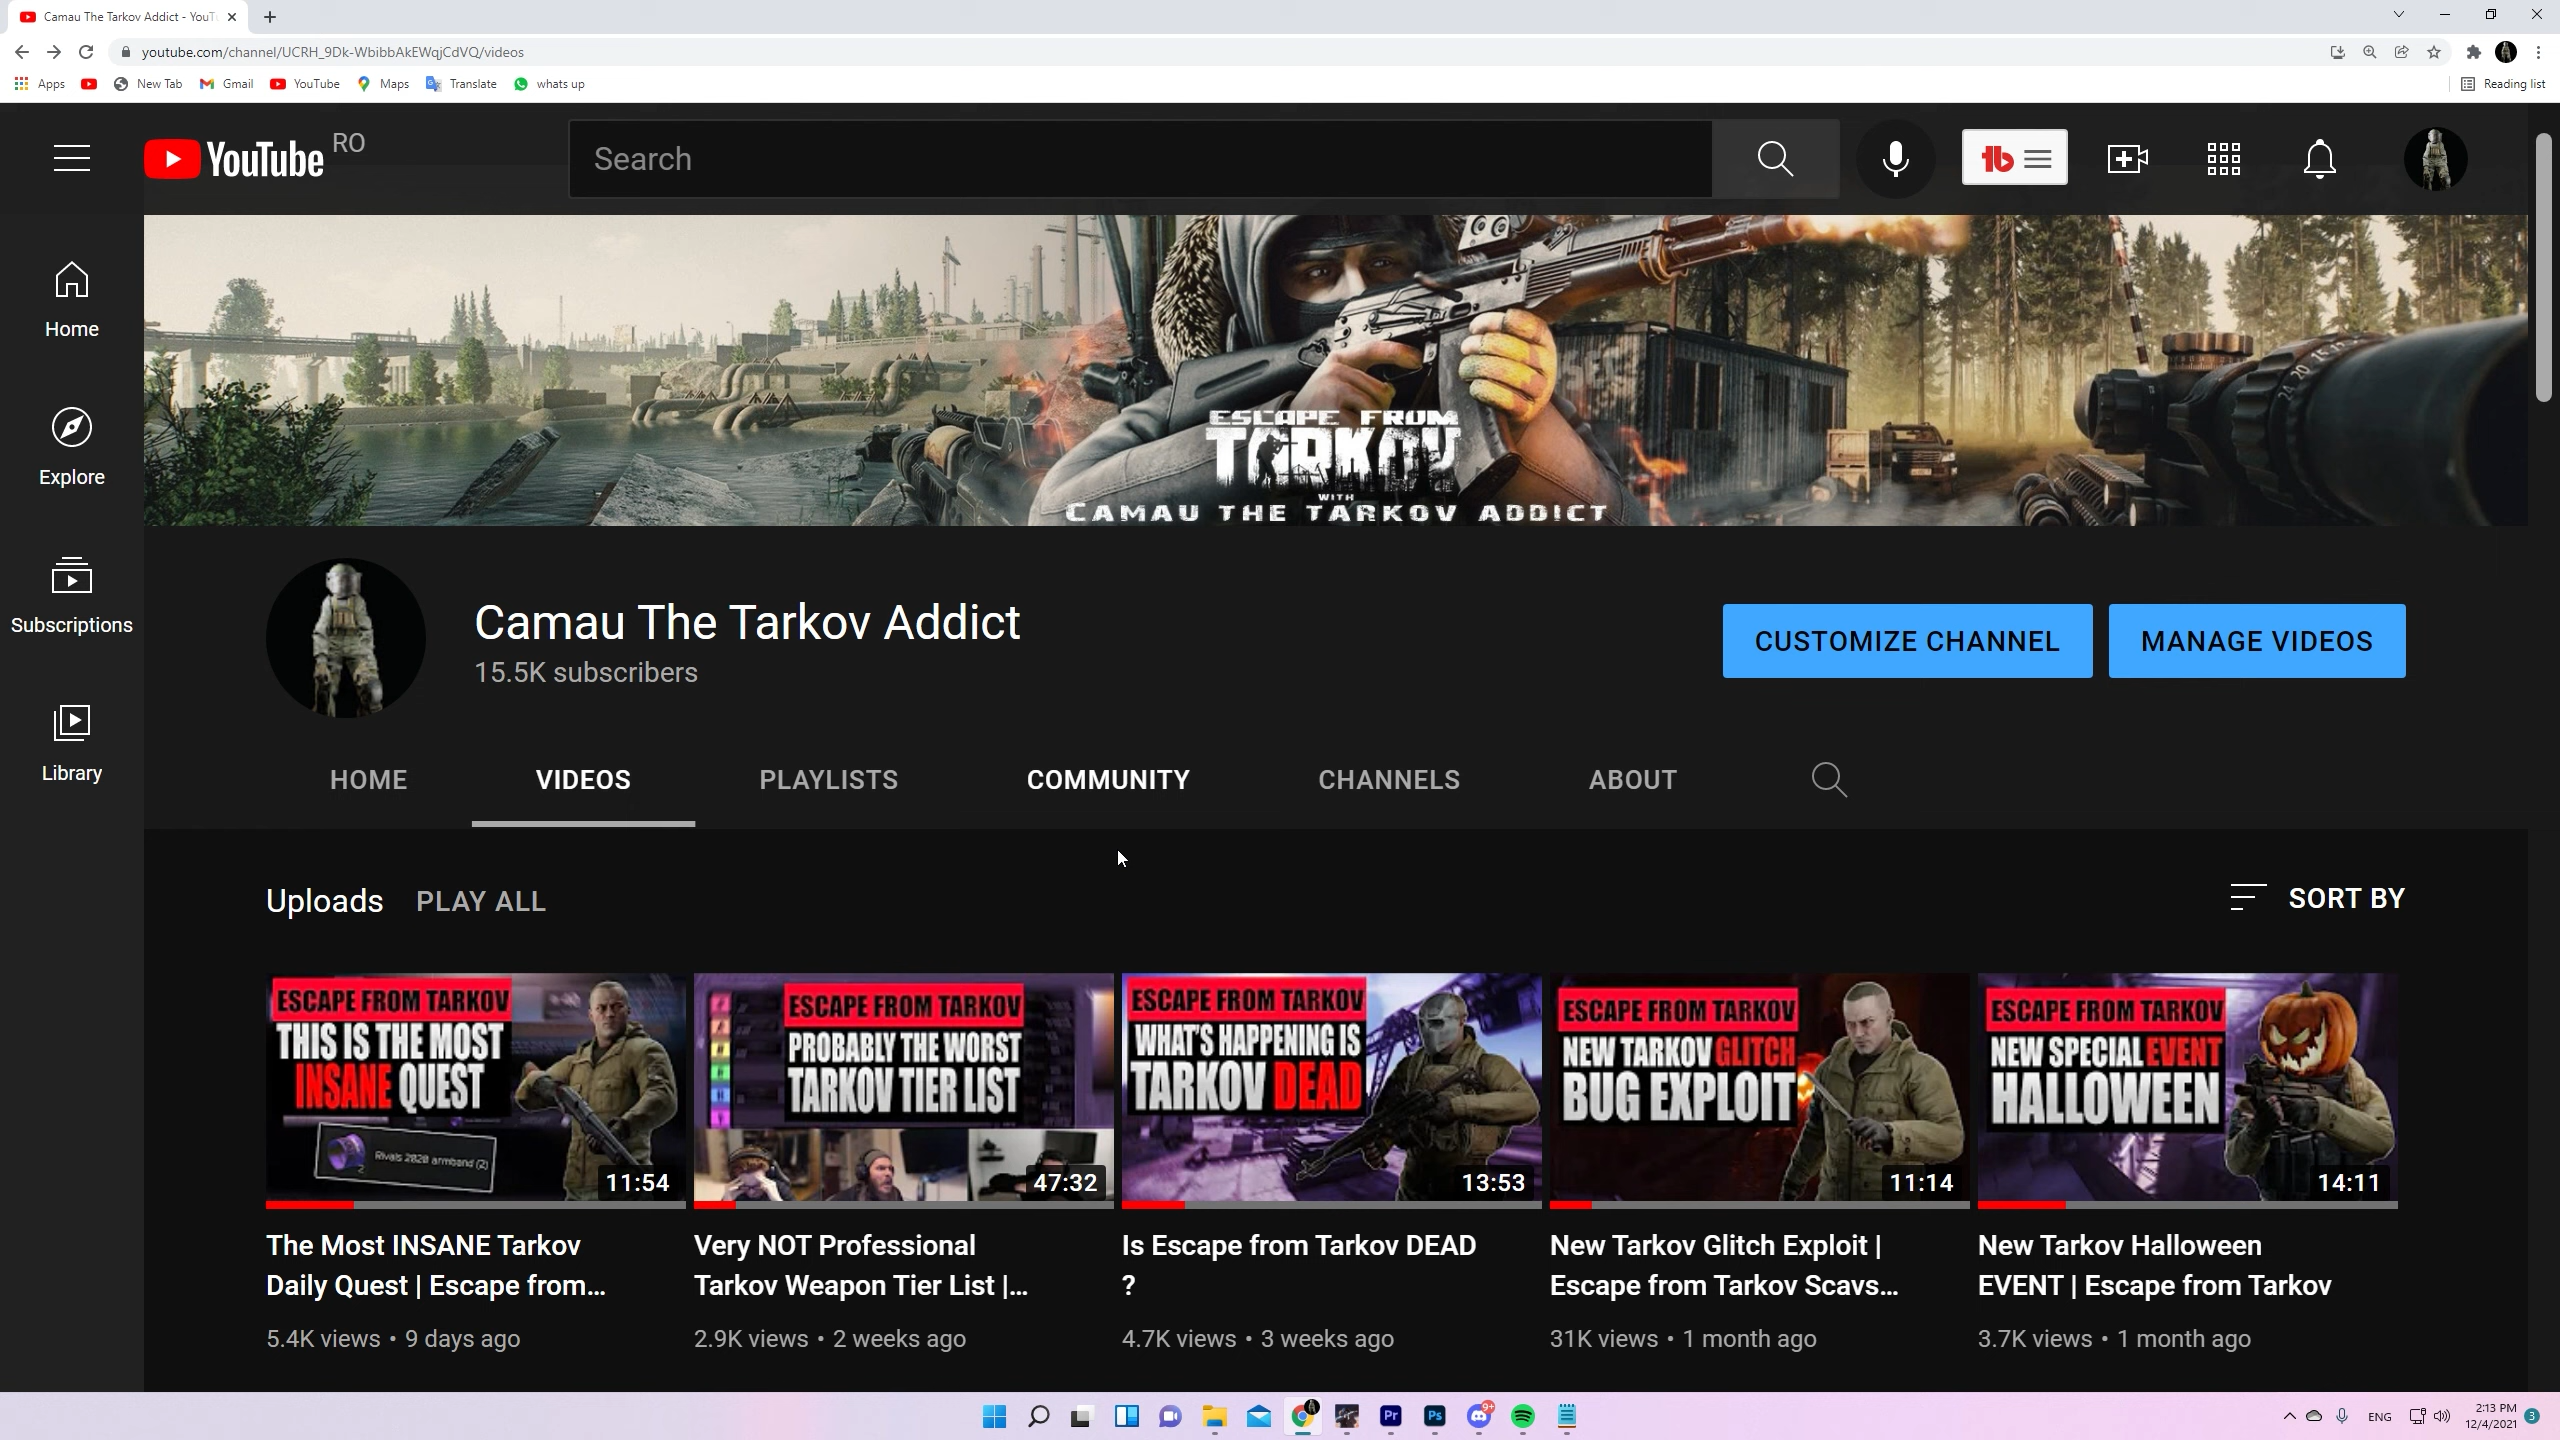 Camau The Tarkov Addict - YouT
youtube.com/channel/UCRH_9Dk-WbibbAkEWqjCdVQ/videos
Apps
New Tab
Gmail
YouTube
Maps
Translate
whats up
Reading list
YouTube RO
Search
Home
Explore
Subscriptions
Library
ESCAPE FROM
TARKOV
WITH
CAMAU THE TARKOV ADDICT
Camau The Tarkov Addict
15.5K subscribers
CUSTOMIZE CHANNEL
MANAGE VIDEOS
HOME
VIDEOS
PLAYLISTS
COMMUNITY
CHANNELS
ABOUT
Uploads
PLAY ALL
SORT BY
ESCAPE FROM TARKOV
THIS IS THE MOST
INSANE QUEST
Rivals 2020 armband (2)
11:54
The Most INSANE Tarkov
Daily Quest | Escape from...
5.4K views • 9 days ago
ESCAPE FROM TARKOV
PROBABLY THE WORST
TARKOV TIER LIST
47:32
Very NOT Professional
Tarkov Weapon Tier List |...
2.9K views • 2 weeks ago
ESCAPE FROM TARKOV
WHAT'S HAPPENING IS
TARKOV DEAD
13:53
Is Escape from Tarkov DEAD
?
4.7K views • 3 weeks ago
ESCAPE FROM TARKOV
NEW TARKOV GLITCH
BUG EXPLOIT
11:14
New Tarkov Glitch Exploit |
Escape from Tarkov Scavs...
31K views • 1 month ago
ESCAPE FROM TARKOV
NEW SPECIAL EVENT
HALLOWEEN
14:11
New Tarkov Halloween
EVENT | Escape from Tarkov
3.7K views • 1 month ago
Pr
Ps
9+
ENG
2:13 PM
12/4/2021
3